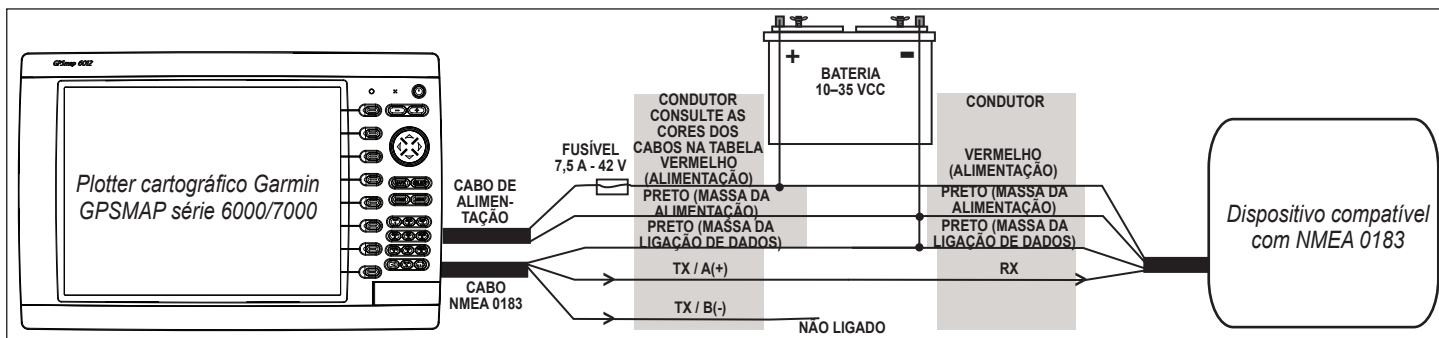 GPSmap 6012
Plotter cartográfico Garmin
GPSMAP série 6000/7000
CABO DE
ALIMEN-
TAÇÃO
CABO
NMEA 0183
FUSÍVEL
7,5 A - 42 V
CONDUTOR
CONSULTE AS
CORES DOS
CABOS NA TABELA
VERMELHO
(ALIMENTAÇÃO)
PRETO (MASSA DA
ALIMENTAÇÃO)
PRETO (MASSA DA
LIGAÇÃO DE DADOS)
TX / A(+)
TX / B(-)
NÃO LIGADO
+ -
BATERIA
10–35 VCC
CONDUTOR
VERMELHO
(ALIMENTAÇÃO)
PRETO (MASSA DA
ALIMENTAÇÃO)
PRETO (MASSA DA
LIGAÇÃO DE DADOS)
RX
Dispositivo compatível
com NMEA 0183